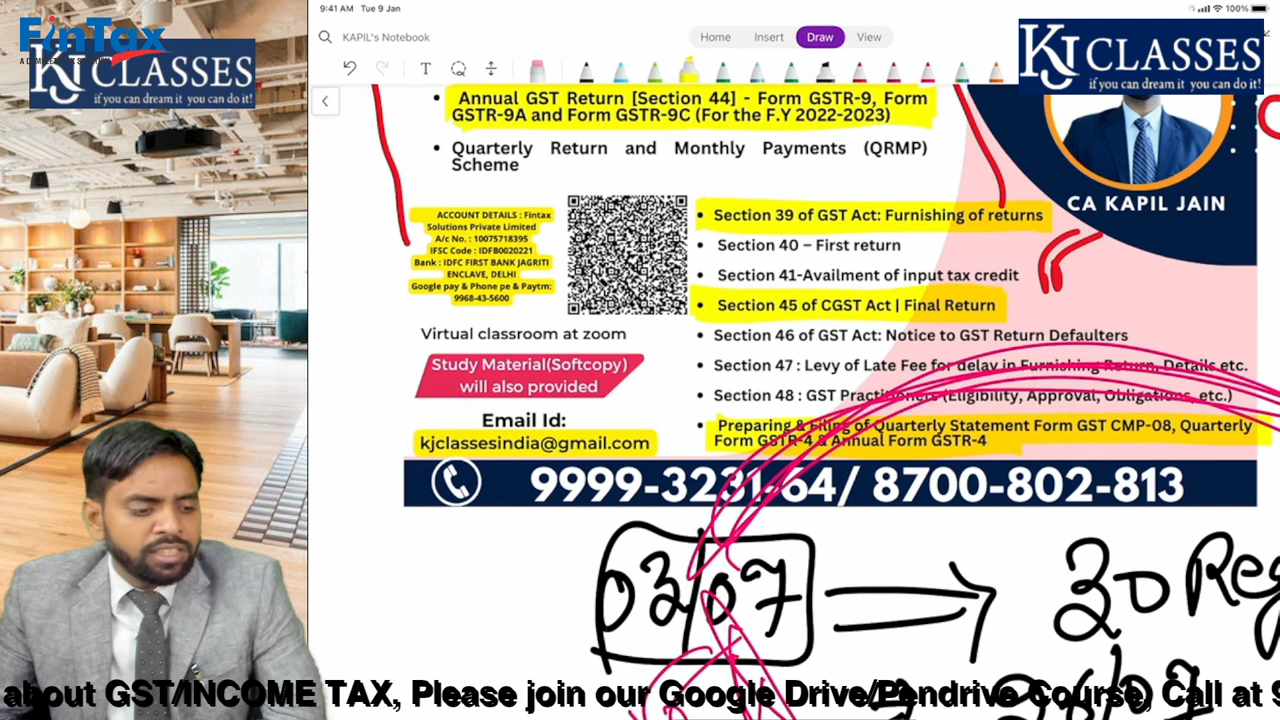 9:41 AM Tue 9 Jan
100%
FinTax
KJ CLASSES
if you can dream it you can do it!
KAPIL's Notebook
Home Insert Draw View
KJ CLASSES
if you can dream it you can do it!
Annual GST Return [Section 44] - Form GSTR-9, Form
GSTR-9A and Form GSTR-9C (For the F.Y 2022-2023)
Quarterly Return and Monthly Payments (QRMP)
Scheme
ACCOUNT DETAILS : Fintax
Solutions Private Limited
A/c No. : 10075718395
IFSC Code : IDFB0020221
Bank : IDFC FIRST BANK JAGRITI
ENCLAVE, DELHI
Google pay & Phone pe & Paytm:
9968-43-5600
Virtual classroom at zoom
Study Material(Softcopy)
will also provided
Email Id:
kjclassesindia@gmail.com
CA KAPIL JAIN
Section 39 of GST Act: Furnishing of returns
Section 40 – First return
Section 41-Availment of input tax credit
Section 45 of CGST Act | Final Return
Section 46 of GST Act: Notice to GST Return Defaulters
Section 47 : Levy of Late Fee for delay in Furnishing Return, Details etc.
Section 48 : GST Practitioners (Eligibility, Approval, Obligations, etc.)
Preparing & Filing of Quarterly Statement Form GST CMP-08, Quarterly
Form GSTR-4 & Annual Form GSTR-4
9999-3231-64/ 8700-802-813
03/07 30 Reg
about GST/INCOME TAX, Please join our Google Drive/Pendrive Course, Call at